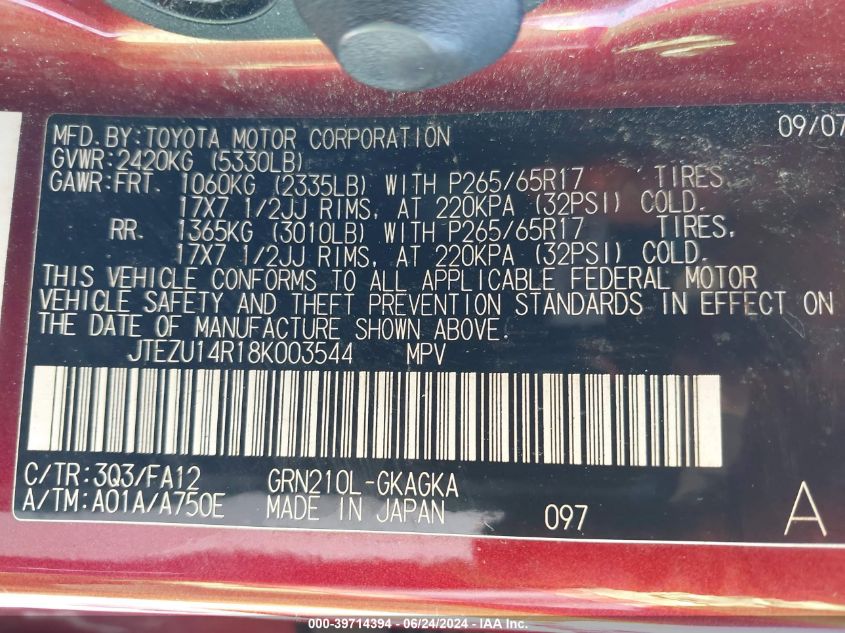 MFD. BY: TOYOTA MOTOR CORPORATION 09/07
GVWR: 2420KG (5330LB)
GAWR: FRT. 1060KG (2335LB) WITH P265/65R17 TIRES,
17X7 1/2JJ RIMS, AT 220KPA (32PSI) COLD.
RR. 1365KG (3010LB) WITH P265/65R17 TIRES,
17X7 1/2JJ RIMS, AT 220KPA (32PSI) COLD.
THIS VEHICLE CONFORMS TO ALL APPLICABLE FEDERAL MOTOR
VEHICLE SAFETY AND THEFT PREVENTION STANDARDS IN EFFECT ON
THE DATE OF MANUFACTURE SHOWN ABOVE.
JTEZU14R18K003544 MPV
C/TR: 3Q3/FA12 GRN210L-GKAGKA
A/TM: A01A/A750E MADE IN JAPAN 097 A
000-39714394 - 06/24/2024 - IAA Inc.